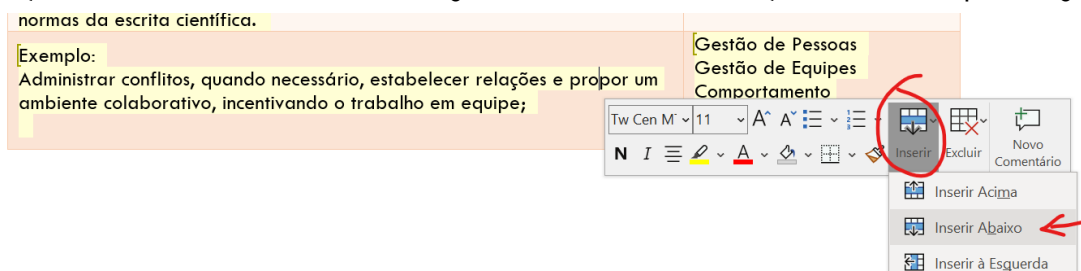 normas da escrita científica.
Exemplo:
Administrar conflitos, quando necessário, estabelecer relações e propor um
ambiente colaborativo, incentivando o trabalho em equipe;
Gestão de Pessoas
Gestão de Equipes
Comportamento
Tw Cen M 11 A A
N I A
Inserir Excluir Novo Comentário
Inserir Acima
Inserir Abaixo
Inserir à Esquerda